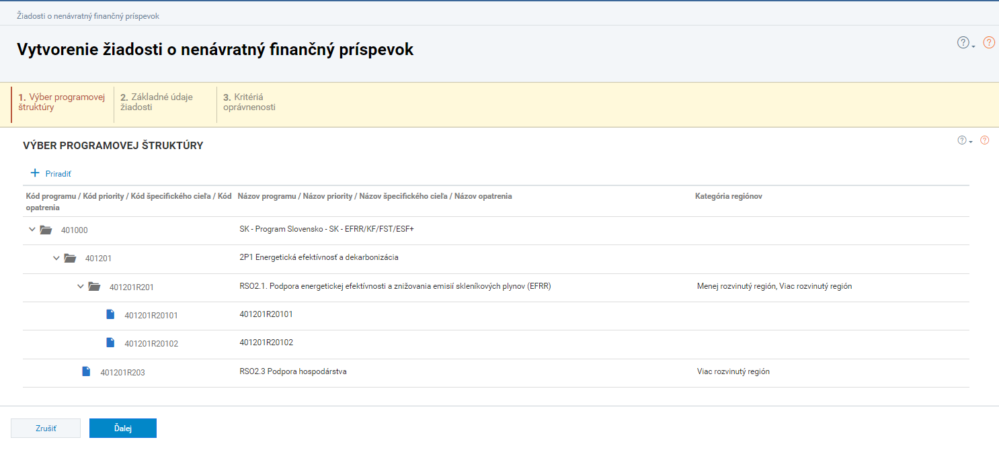 Žiadosti o nenávratný finančný príspevok
Vytvorenie žiadosti o nenávratný finančný príspevok
1. Výber programovej štruktúry
2. Základné údaje žiadosti
3. Kritériá oprávnenosti
VÝBER PROGRAMOVEJ ŠTRUKTÚRY
+ Priradiť
Kód programu / Kód priority / Kód špecifického cieľa / Kód opatrenia
Názov programu / Názov priority / Názov špecifického cieľa / Názov opatrenia
Kategória regiónov
401000 SK - Program Slovensko - SK - EFRR/KF/FST/ESF+
401201 2P1 Energetická efektívnosť a dekarbonizácia
401201R201 RSO2.1. Podpora energetickej efektívnosti a znižovania emisií skleníkových plynov (EFRR) Menej rozvinutý región, Viac rozvinutý región
401201R20101 401201R20101
401201R20102 401201R20102
401201R203 RSO2.3 Podpora hospodárstva Viac rozvinutý región
Zrušiť Ďalej